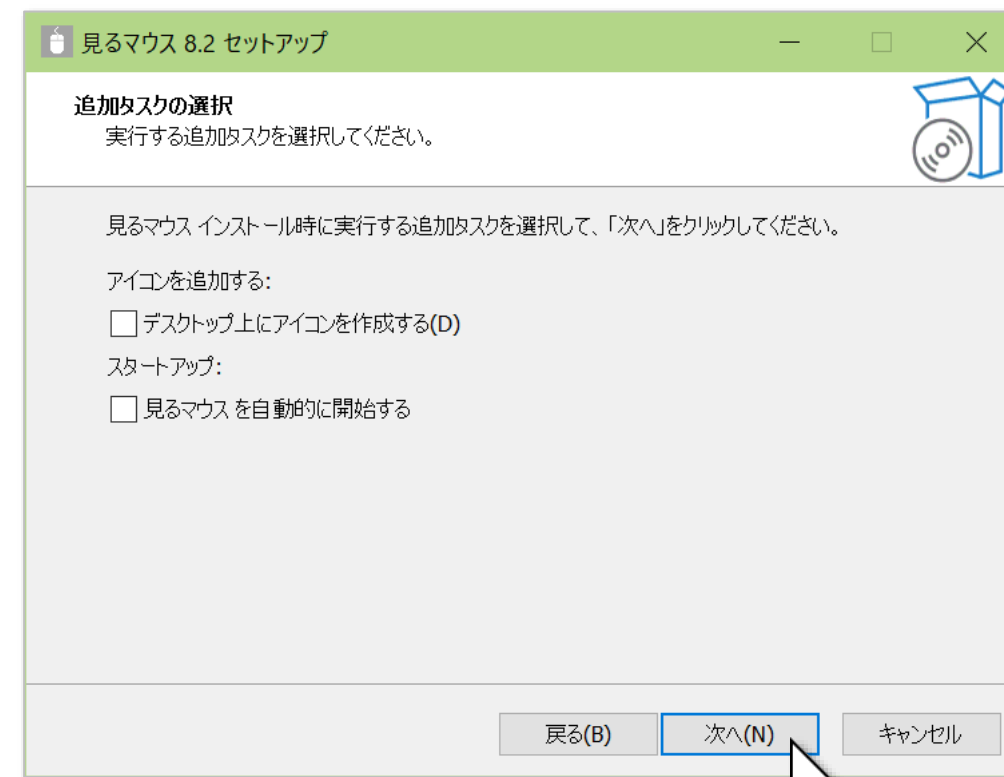 見るマウス 8.2 セットアップ
追加タスクの選択
実行する追加タスクを選択してください。
見るマウス インストール時に実行する追加タスクを選択して、「次へ」をクリックしてください。
アイコンを追加する:
デスクトップ上にアイコンを作成する(D)
スタートアップ:
見るマウス を自動的に開始する
戻る(B)
次へ(N)
キャンセル